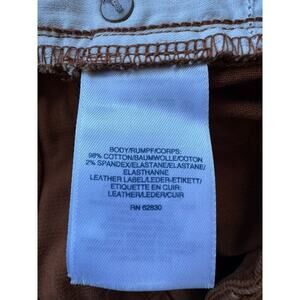 BODY/RUMPF/CORPS:
98% COTTON/BAUMWOLLE/COTON
2% SPANDEX/ELASTANE/ELASTANE/
ELASTHANNE
LEATHER LABEL/LEDER-ETIKETT/
ETIQUETTE EN CUIR:
LEATHER/LEDER/CUIR
RN 62830